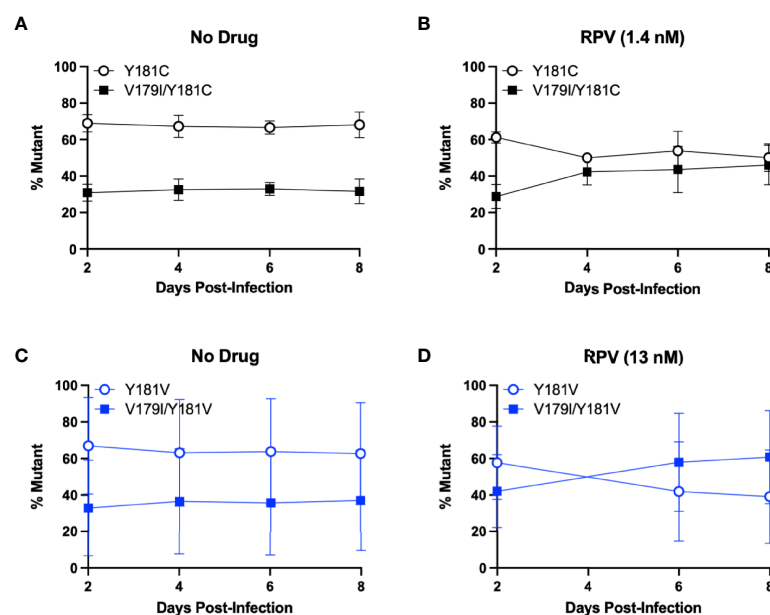 A
No Drug
Y181C
V179I/Y181C
100
80
60
40
20
0
% Mutant
2 4 6 8
Days Post-Infection
B
RPV (1.4 nM)
Y181C
V179I/Y181C
100
80
60
40
20
0
% Mutant
2 4 6 8
Days Post-Infection
C
No Drug
Y181V
V179I/Y181V
100
80
60
40
20
0
% Mutant
2 4 6 8
Days Post-Infection
D
RPV (13 nM)
Y181V
V179I/Y181V
100
80
60
40
20
0
% Mutant
2 4 6 8
Days Post-Infection